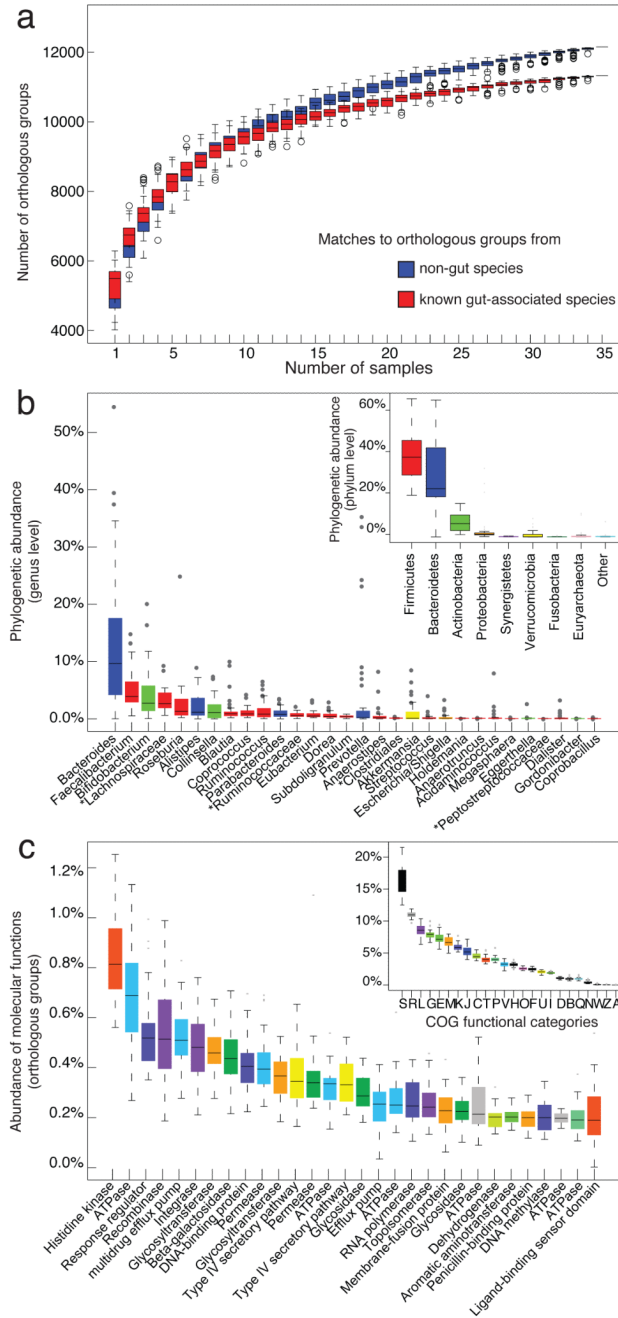 a
Number of orthologous groups
12000
10000
8000
6000
4000
Matches to orthologous groups from
non-gut species
known gut-associated species
1
5
10
15
20
25
30
35
Number of samples
b
Phylogenetic abundance
(genus level)
50%
40%
30%
20%
10%
0.0%
Phylogenetic abundance
(phylum level)
60%
40%
20%
0%
Firmicutes
Bacteroidetes
Actinobacteria
Proteobacteria
Synergistetes
Verrucomicrobia
Fusobacteria
Euryarchaeota
Other
Bacteroides
Faecalibacterium
Bifidobacterium
*Lachnospiraceae
Roseburia
Alistipes
Collinsella
Blautia
Coprococcus
Ruminococcus
Parabacteroides
*Ruminococcaceae
Eubacterium
Dorea
Subdoligranulum
Prevotella
Anaerostipes
*Clostridiales
Akkermansia
Streptococcus
Escherichia/Shigella
Holdemania
Anaerotruncus
Acidaminococcus
Megasphaera
Eggerthella
*Peptostreptococcaceae
Dialister
Gordonibacter
Coprobacillus
c
Abundance of molecular functions
(orthologous groups)
1.2%
1.0%
0.8%
0.6%
0.4%
0.2%
0.0%
20%
15%
10%
5%
0%
SRLGEMKJCTPVHOFUIDBQNWZA
COG functional categories
Histidine kinase
ATPase
Response regulator
Recombinase
multidrug efflux pump
Integrase
Glycosyltransferase
Beta-galactosidase
DNA-binding protein
Permease
Glycosyltransferase
Type IV secretory pathway
Permease
ATPase
Type IV secretory pathway
Glycosidase
Efflux pump
ATPase
RNA polymerase
Topoisomerase
Membrane-fusion protein
Glycosidase
ATPase
Dehydrogenase
Aromatic aminotransferase
Penicillin-binding protein
DNA methylase
ATPase
ATPase
Ligand-binding sensor domain